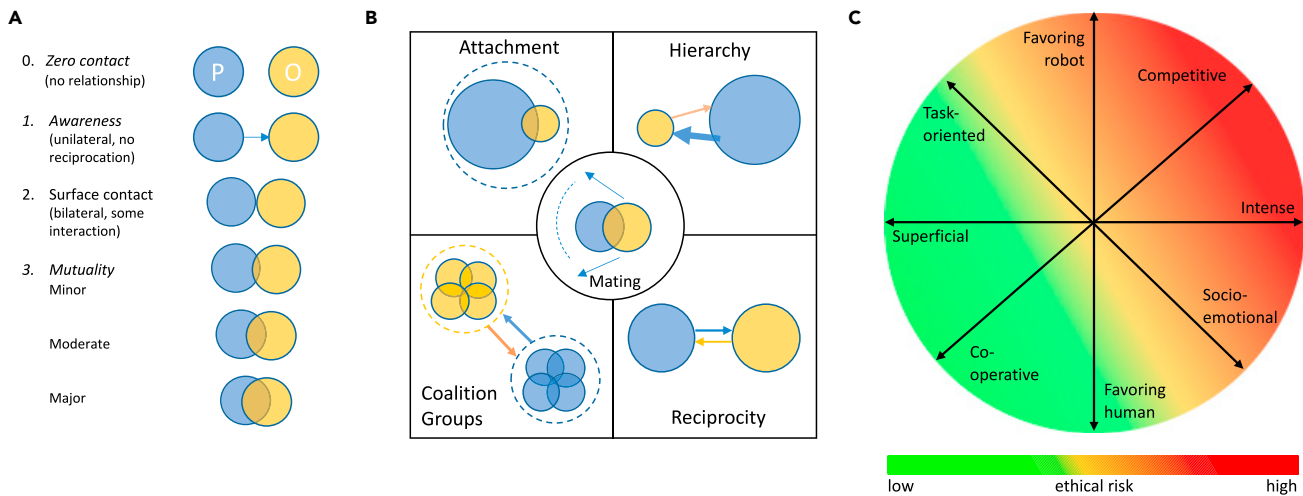 A
0. Zero contact
(no relationship)
P
O
1. Awareness
(unilateral, no
reciprocation)
2. Surface contact
(bilateral, some
interaction)
3. Mutuality
Minor
Moderate
Major
B
Attachment
Hierarchy
Mating
Coalition
Groups
Reciprocity
C
Favoring
robot
Competitive
Task-
oriented
Intense
Superficial
Socio-
emotional
Co-
operative
Favoring
human
low
ethical risk
high